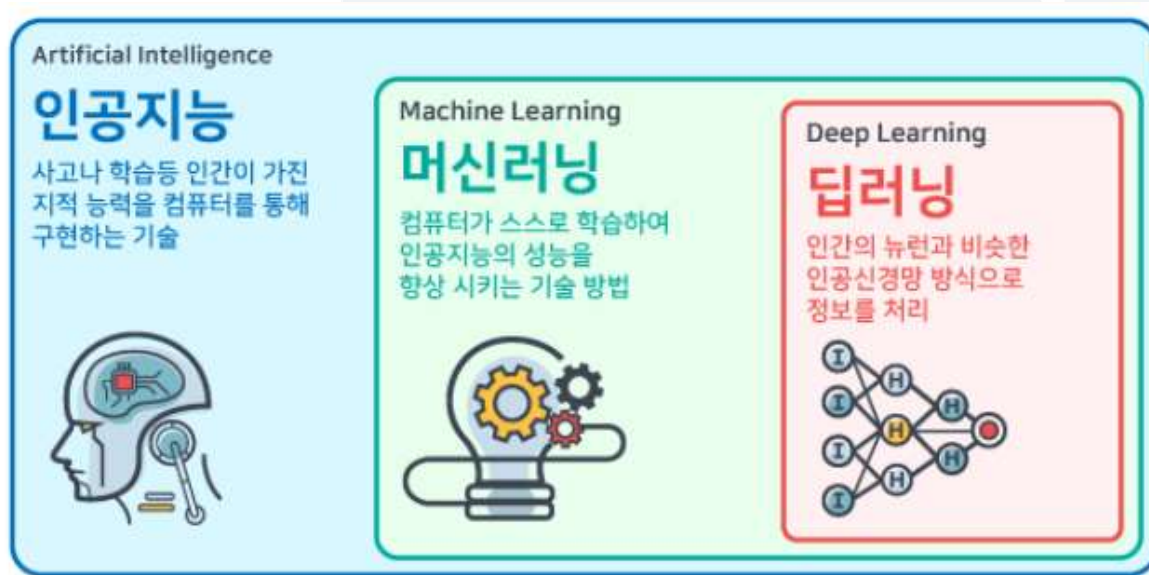 Artificial Intelligence
인공지능
사고나 학습등 인간이 가진
지적 능력을 컴퓨터를 통해
구현하는 기술
Machine Learning
머신러닝
컴퓨터가 스스로 학습하여
인공지능의 성능을
향상 시키는 기술 방법
Deep Learning
딥러닝
인간의 뉴런과 비슷한
인공신경망 방식으로
정보를 처리
I
H
I
H
H
I
H
H
I